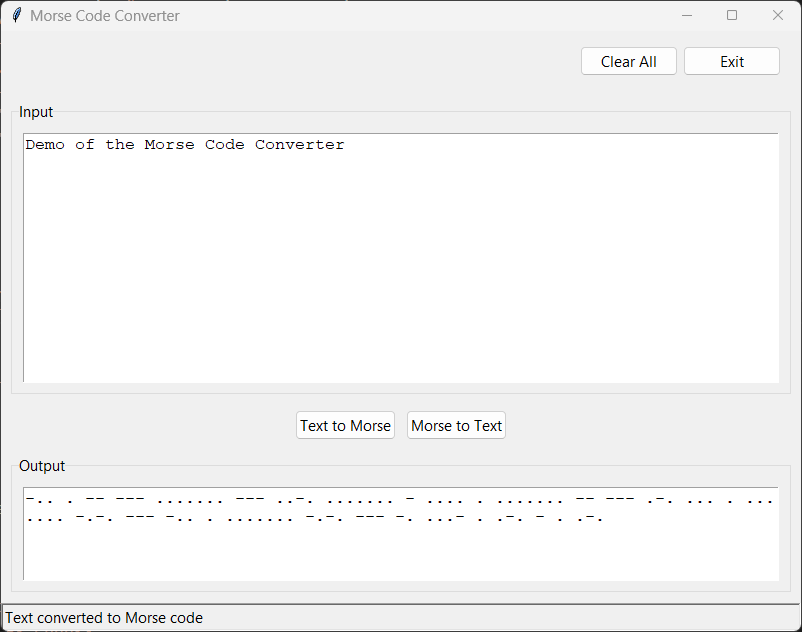 Morse Code Converter
Clear All Exit
Input
Demo of the Morse Code Converter
Text to Morse Morse to Text
Output
-.. . -- --- ....... --- ..-. ....... - .... . ....... -- --- .-. ... . ...
.... -.-. --- -.. . ....... -.-. --- -. ...- . .-. - . .-.
Text converted to Morse code